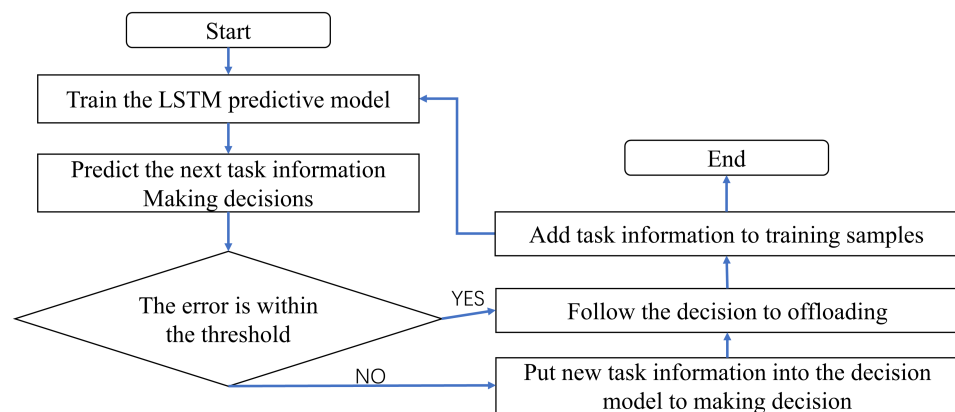 Start
Train the LSTM predictive model
Predict the next task information
Making decisions
The error is within
the threshold
YES
NO
End
Add task information to training samples
Follow the decision to offloading
Put new task information into the decision
model to making decision